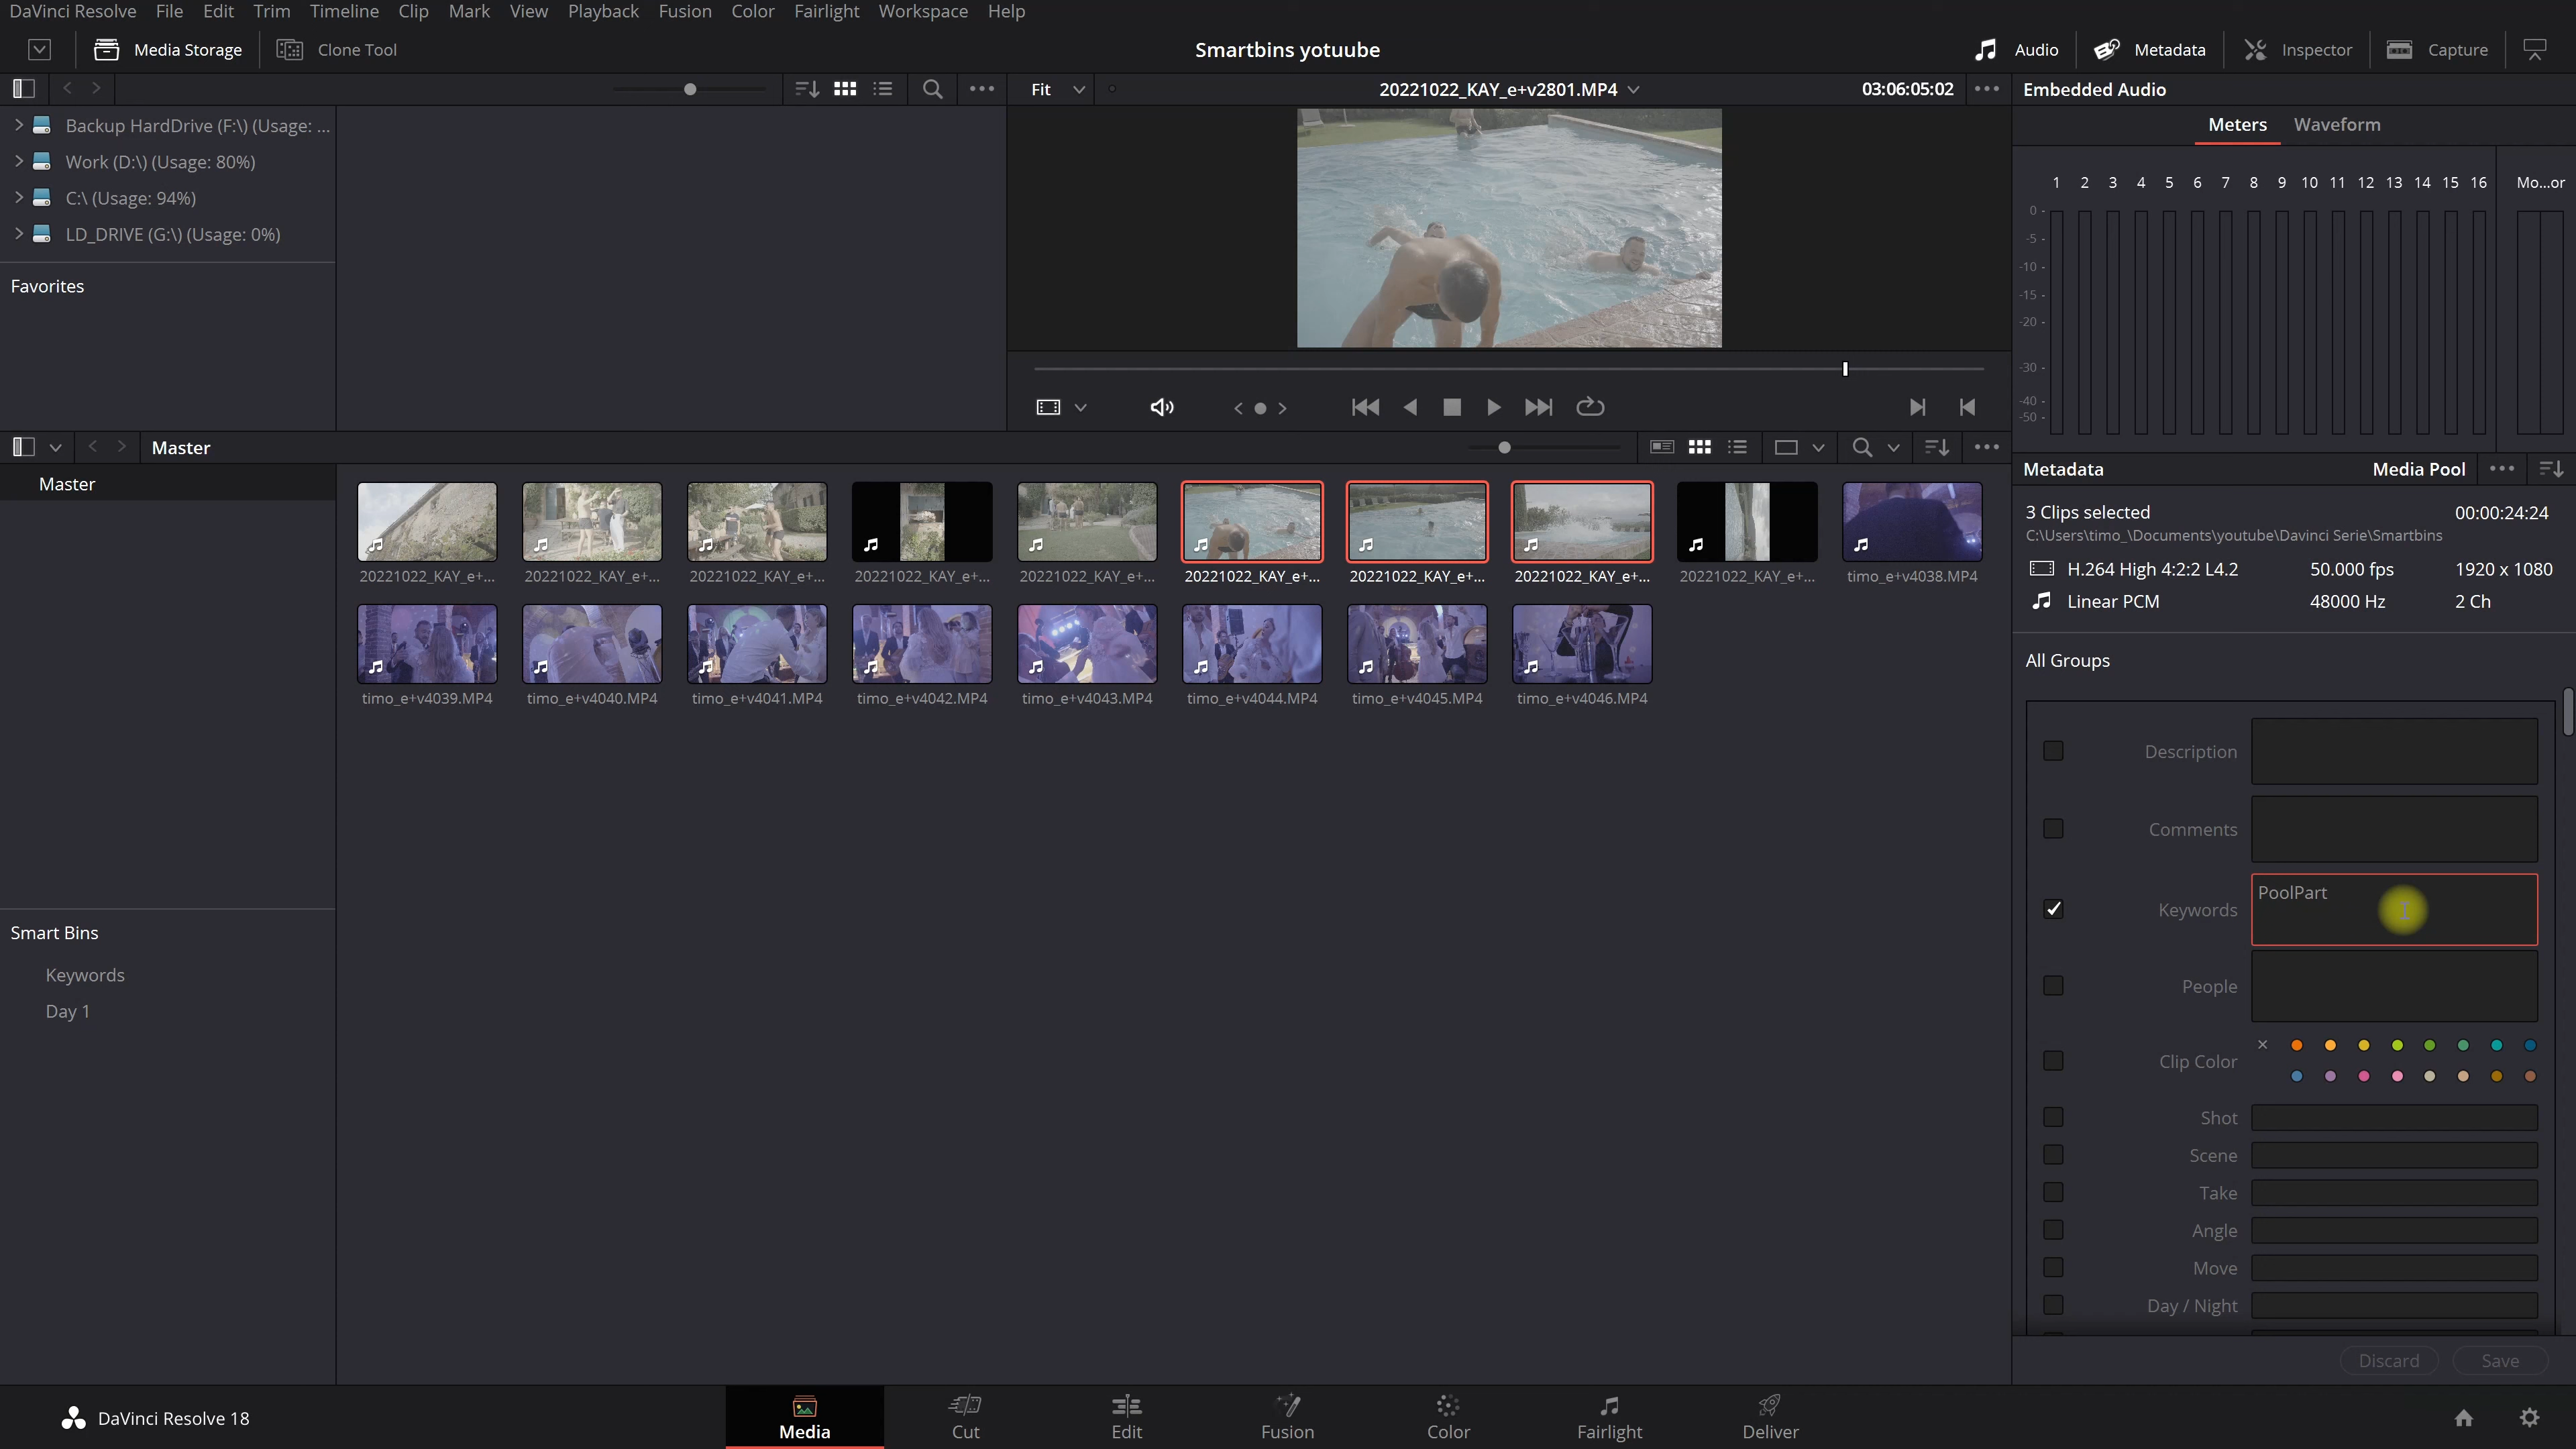 DaVinci Resolve File Edit Trim Timeline Clip Mark View Playback Fusion Color Fairlight Workspace Help
Media Storage Clone Tool Smartbins yotuube Audio Metadata Inspector Capture
Fit 20221022_KAY_e+v2801.MP4 03:06:05:02 Embedded Audio
Backup HardDrive (F:\) (Usage: ...
Work (D:\) (Usage: 80%)
C:\ (Usage: 94%)
LD_DRIVE (G:\) (Usage: 0%)
Favorites
Meters Waveform
1 2 3 4 5 6 7 8 9 10 11 12 13 14 15 16 Mo...or
0
-5
-10
-15
-20
-30
-40
-50
Master
Master
20221022_KAY_e+... 20221022_KAY_e+... 20221022_KAY_e+... 20221022_KAY_e+... 20221022_KAY_e+... 20221022_KAY_e+... 20221022_KAY_e+... 20221022_KAY_e+... 20221022_KAY_e+... timo_e+v4038.MP4
timo_e+v4039.MP4 timo_e+v4040.MP4 timo_e+v4041.MP4 timo_e+v4042.MP4 timo_e+v4043.MP4 timo_e+v4044.MP4 timo_e+v4045.MP4 timo_e+v4046.MP4
Smart Bins
Keywords
Day 1
Metadata Media Pool
3 Clips selected 00:00:24:24
C:\Users\timo_\Documents\youtube\Davinci Serie\Smartbins
H.264 High 4:2:2 L4.2 50.000 fps 1920 x 1080
Linear PCM 48000 Hz 2 Ch
All Groups
Description
Comments
Keywords PoolPart
People
Clip Color
Shot
Scene
Take
Angle
Move
Day / Night
Discard Save
DaVinci Resolve 18 Media Cut Edit Fusion Color Fairlight Deliver